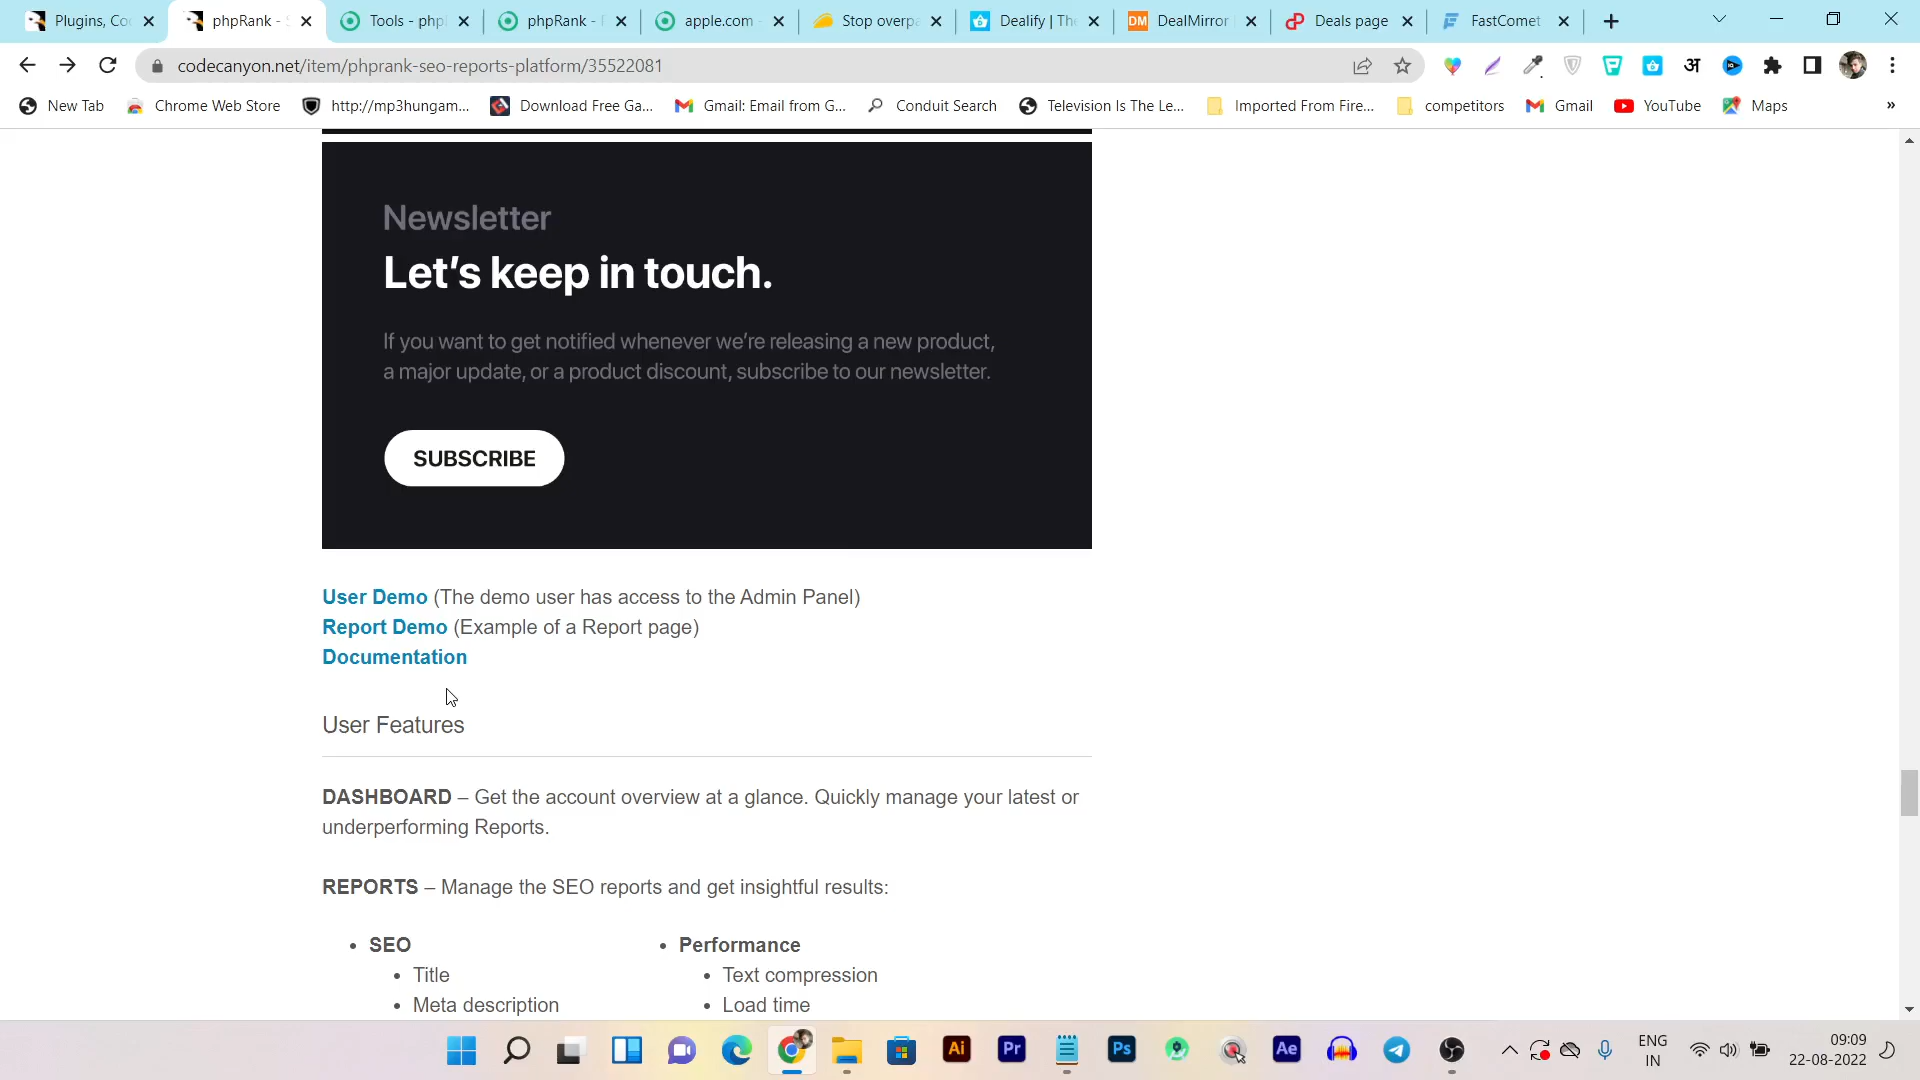 Plugins, Co
phpRank - S
Tools - php
phpRank -
apple.com -
Stop overpa
Dealify | The
DM DealMirror
Deals page
FastComet
codecanyon.net/item/phprank-seo-reports-platform/35522081
New Tab
Chrome Web Store
http://mp3hungam...
Download Free Ga...
Gmail: Email from G...
Conduit Search
Television Is The Le...
Imported From Fire...
competitors
Gmail
YouTube
Maps
Newsletter
Let's keep in touch.
If you want to get notified whenever we're releasing a new product,
a major update, or a product discount, subscribe to our newsletter.
SUBSCRIBE
User Demo (The demo user has access to the Admin Panel)
Report Demo (Example of a Report page)
Documentation
User Features
DASHBOARD – Get the account overview at a glance. Quickly manage your latest or
underperforming Reports.
REPORTS – Manage the SEO reports and get insightful results:
SEO
Title
Meta description
Performance
Text compression
Load time
Ai
Pr
Ps
Ae
ENG
IN
09:09
22-08-2022